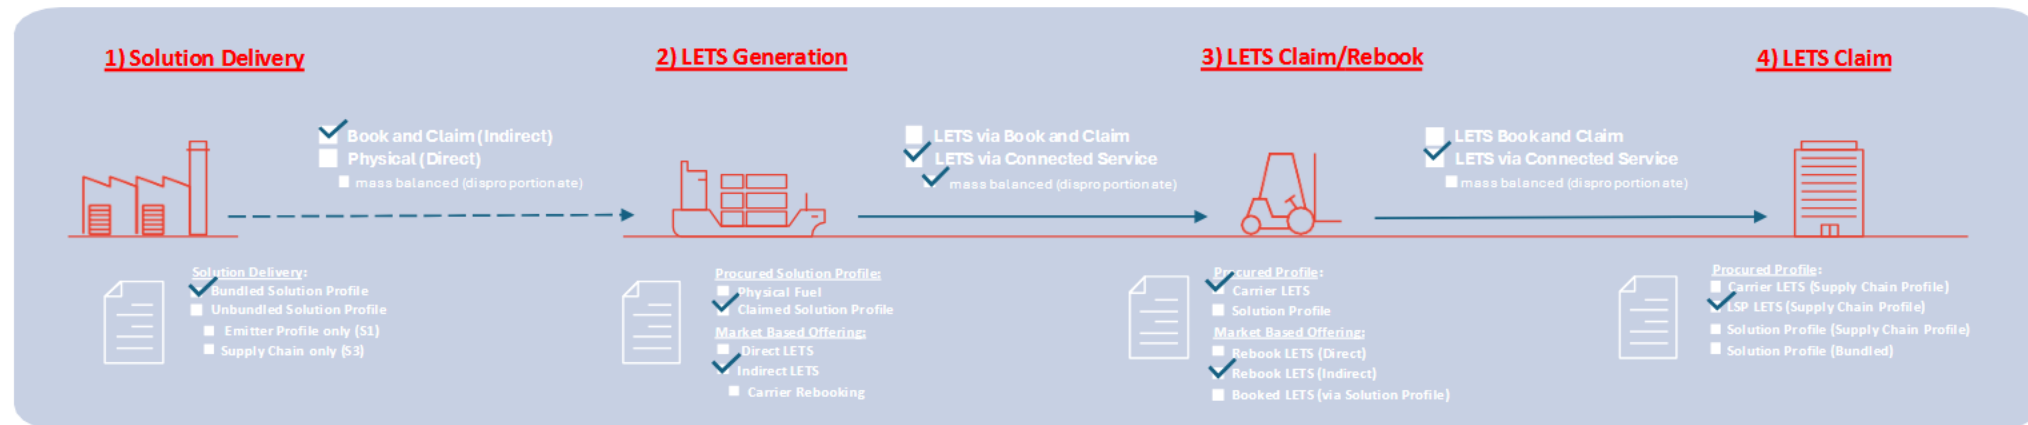 1) Solution Delivery
2) LETS Generation
3) LETS Claim/Rebook
4) LETS Claim
Book and Claim (Indirect)
Physical (Direct)
mass balanced (disproportionate)
LETS via Book and Claim
LETS via Connected Service
mass balanced (disproportionate)
LETS Book and Claim
LETS via Connected Service
mass balanced (disproportionate)
Solution Delivery:
Bundled Solution Profile
Unbundled Solution Profile
Emitter Profile only (S1)
Supply Chain only (S3)
Procured Solution Profile:
Physical Fuel
Claimed Solution Profile
Market Based Offering:
Direct LETS
Indirect LETS
Carrier Rebooking
Procured Profile:
Carrier LETS
Solution Profile
Market Based Offering:
Rebook LETS (Direct)
Rebook LETS (Indirect)
Booked LETS (via Solution Profile)
Procured Profile:
Carrier LETS (Supply Chain Profile)
LSP LETS (Supply Chain Profile)
Solution Profile (Supply Chain Profile)
Solution Profile (Bundled)